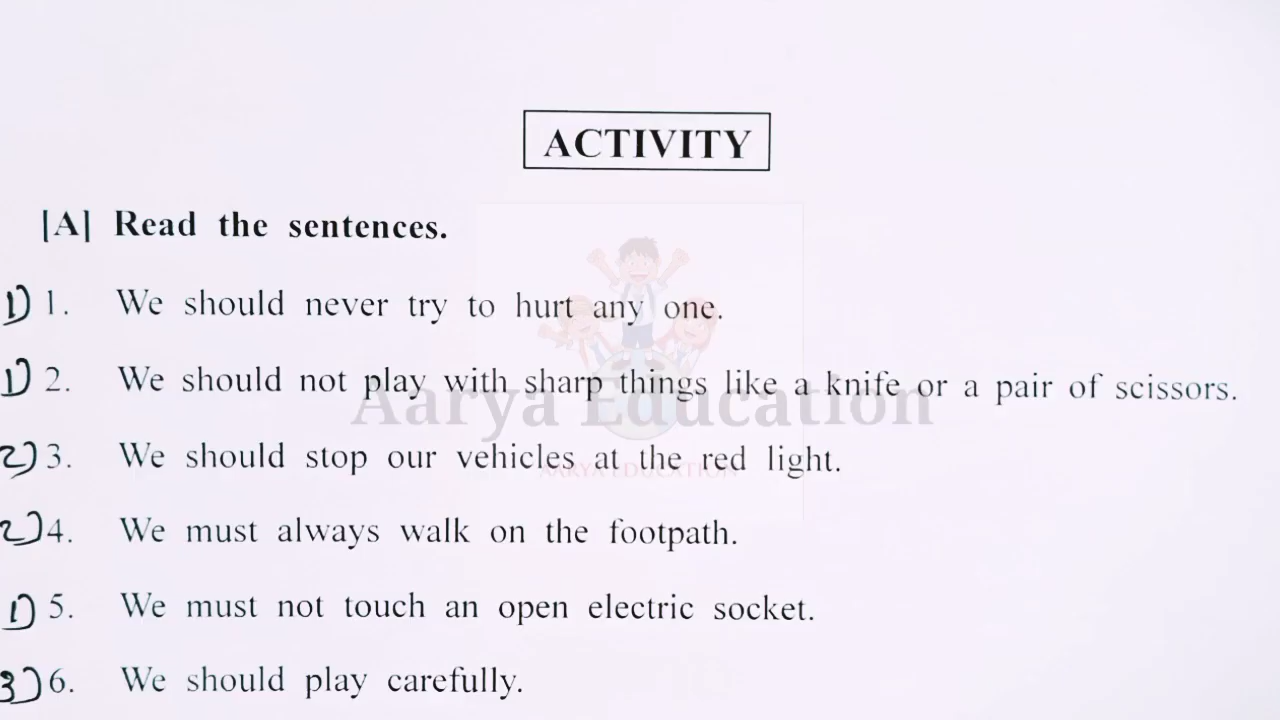 ACTIVITY
[A] Read the sentences.
1) 1. We should never try to hurt any one.
1) 2. We should not play with sharp things like a knife or a pair of scissors.
Aarya Education
2) 3. We should stop our vehicles at the red light.
AARYA EDUCATION
2) 4. We must always walk on the footpath.
1) 5. We must not touch an open electric socket.
3) 6. We should play carefully.